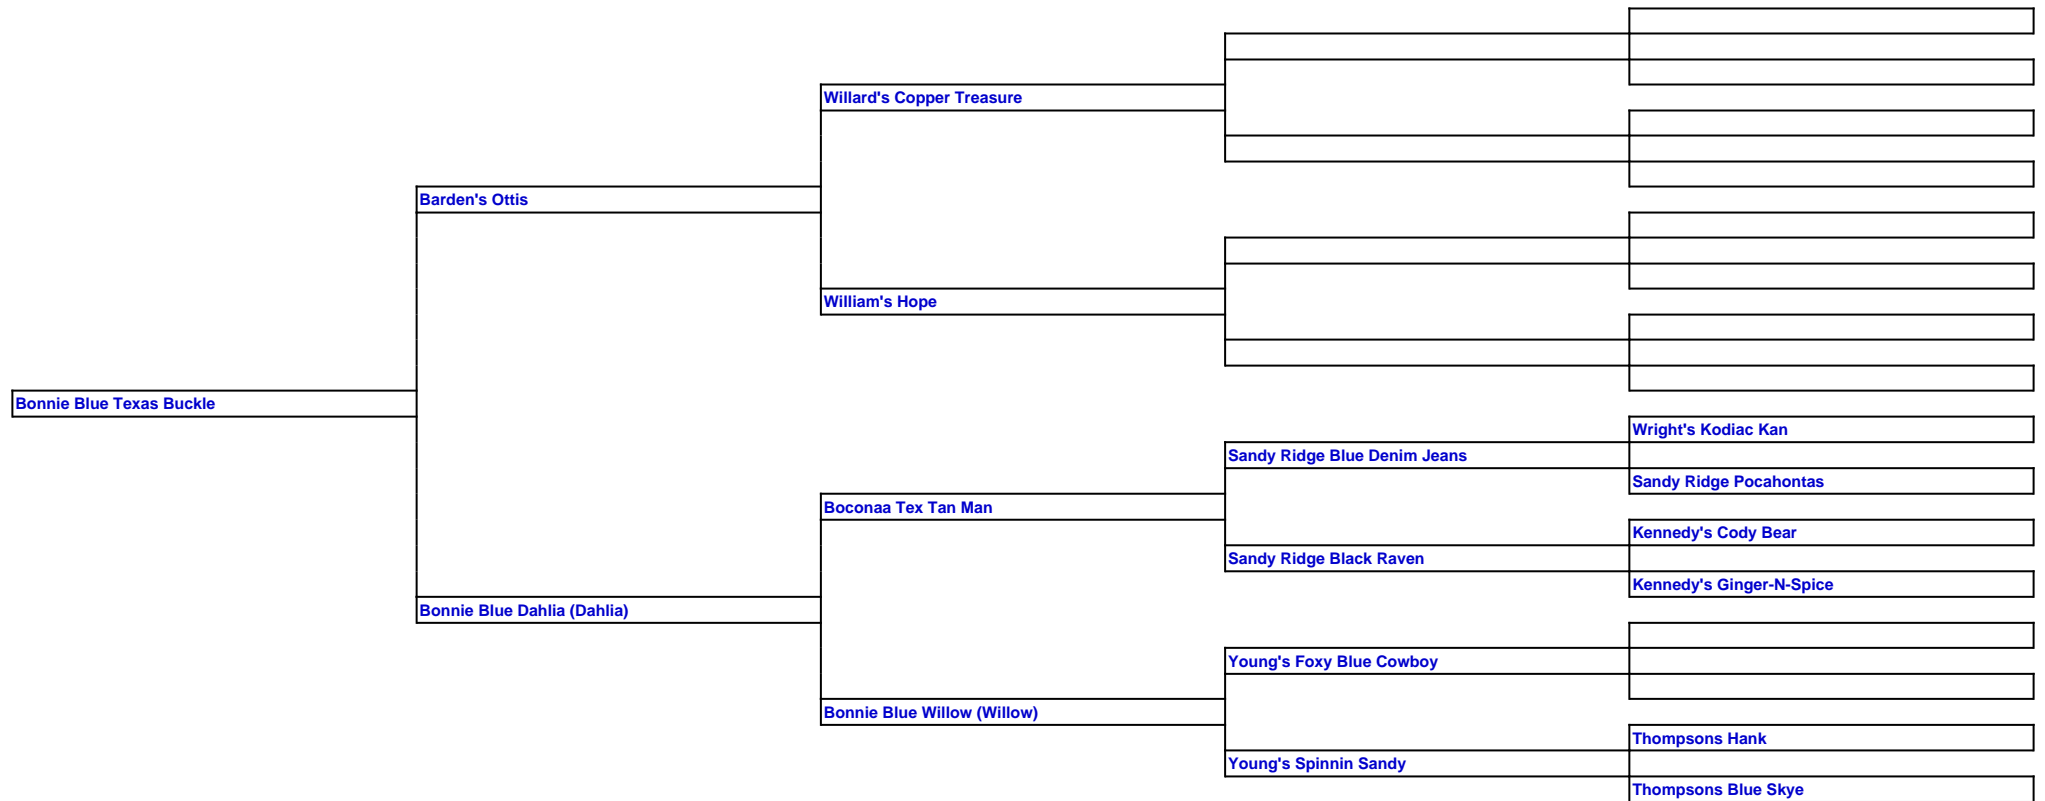 Willard's Copper Treasure
Barden's Ottis
William's Hope
Bonnie Blue Texas Buckle
Wright's Kodiac Kan
Sandy Ridge Blue Denim Jeans
Sandy Ridge Pocahontas
Boconaa Tex Tan Man
Kennedy's Cody Bear
Sandy Ridge Black Raven
Kennedy's Ginger-N-Spice
Bonnie Blue Dahlia (Dahlia)
Young's Foxy Blue Cowboy
Bonnie Blue Willow (Willow)
Thompsons Hank
Young's Spinnin Sandy
Thompsons Blue Skye